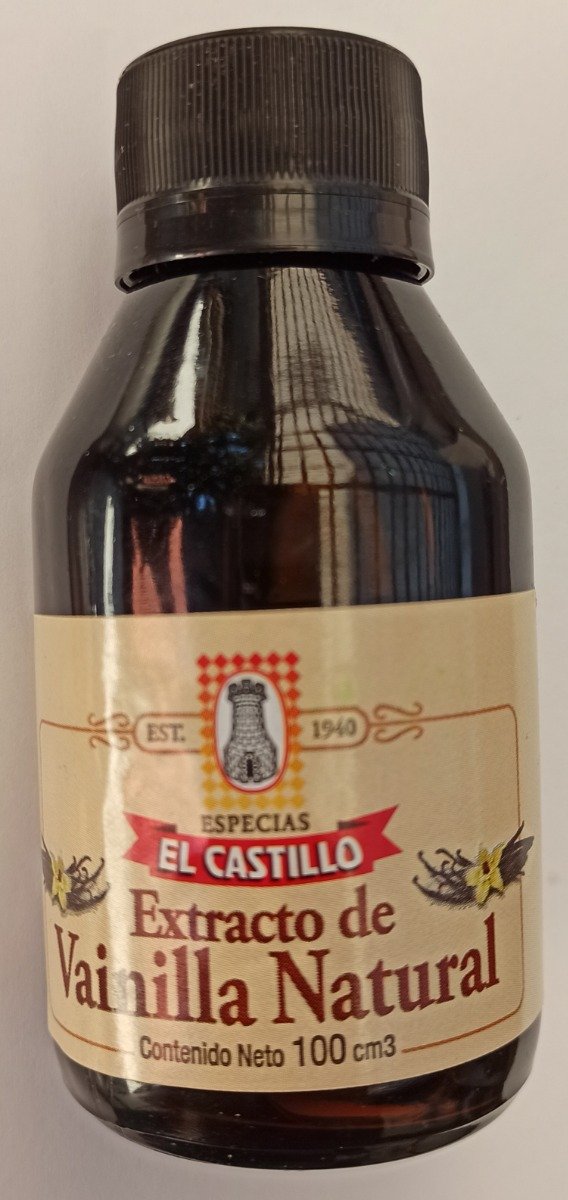 EST. 1940
ESPECIAS
EL CASTILLO
Extracto de
Vainilla Natural
Contenido Neto 100 cm3